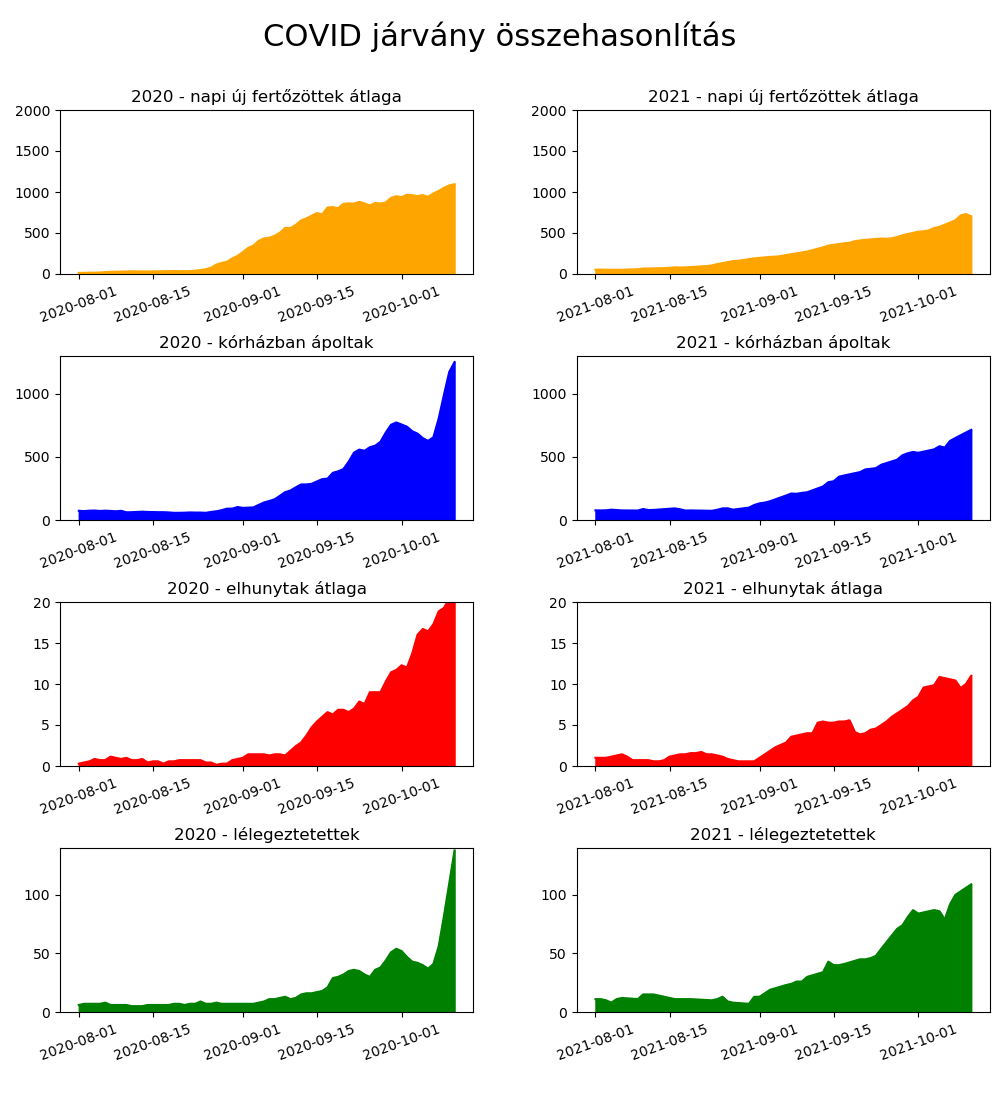 COVID járvány összehasonlítás
2020 - napi új fertőzöttek átlaga
2000
1500
1000
500
0
2020-08-01 2020-08-15 2020-09-01 2020-09-15 2020-10-01
2021 - napi új fertőzöttek átlaga
2000
1500
1000
500
0
2021-08-01 2021-08-15 2021-09-01 2021-09-15 2021-10-01
2020 - kórházban ápoltak
1000
500
0
2020-08-01 2020-08-15 2020-09-01 2020-09-15 2020-10-01
2021 - kórházban ápoltak
1000
500
0
2021-08-01 2021-08-15 2021-09-01 2021-09-15 2021-10-01
2020 - elhunytak átlaga
20
15
10
5
0
2020-08-01 2020-08-15 2020-09-01 2020-09-15 2020-10-01
2021 - elhunytak átlaga
20
15
10
5
0
2021-08-01 2021-08-15 2021-09-01 2021-09-15 2021-10-01
2020 - lélegeztetettek
100
50
0
2020-08-01 2020-08-15 2020-09-01 2020-09-15 2020-10-01
2021 - lélegeztetettek
100
50
0
2021-08-01 2021-08-15 2021-09-01 2021-09-15 2021-10-01